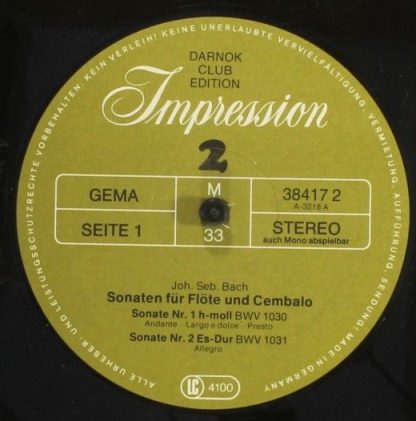 ALLE URHEBER- UND LEISTUNGSSCHUTZRECHTE VORBEHALTEN · KEIN VERLEIH! KEINE UNERLAUBTE VERVIELFÄLTIGUNG, VERMIETUNG, AUFFÜHRUNG, SENDUNG! MADE IN GERMANY
DARNOK
CLUB
EDITION
Impression
2
GEMA M 38417 2
A-3218 A
SEITE 1 33 STEREO
auch Mono abspielbar
Joh. Seb. Bach
Sonaten für Flöte und Cembalo
Sonate Nr. 1 h-moll BWV 1030
Andante Largo e dolce Presto
Sonate Nr. 2 Es-Dur BWV 1031
Allegro
LC 4100